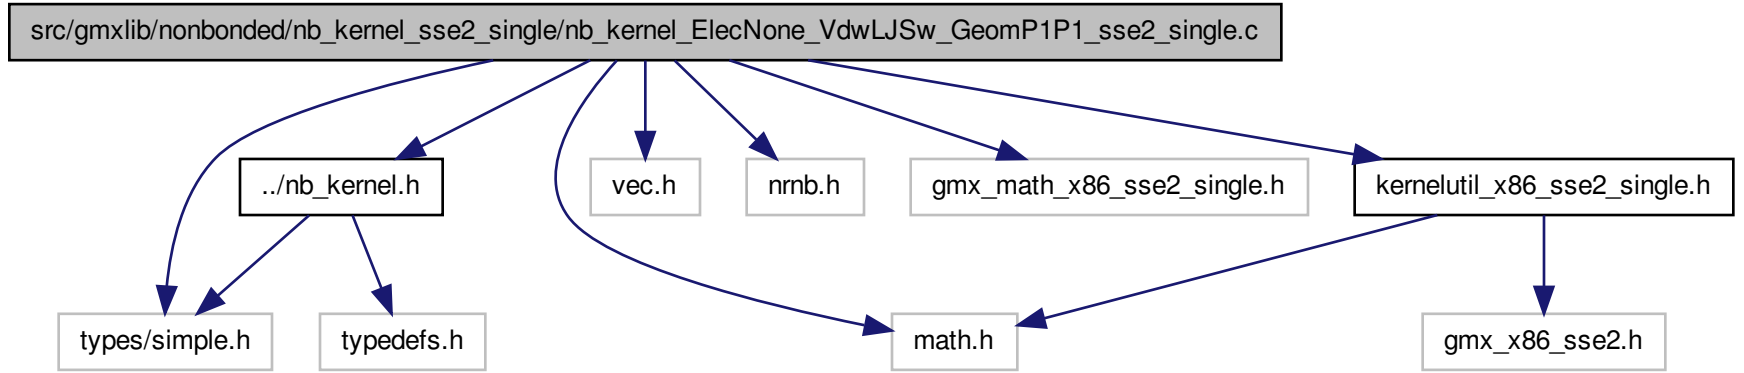 src/gmxlib/nonbonded/nb_kernel_sse2_single/nb_kernel_ElecNone_VdwLJSw_GeomP1P1_sse2_single.c
../nb_kernel.h
vec.h
nrnb.h
gmx_math_x86_sse2_single.h
kernelutil_x86_sse2_single.h
types/simple.h
typedefs.h
math.h
gmx_x86_sse2.h